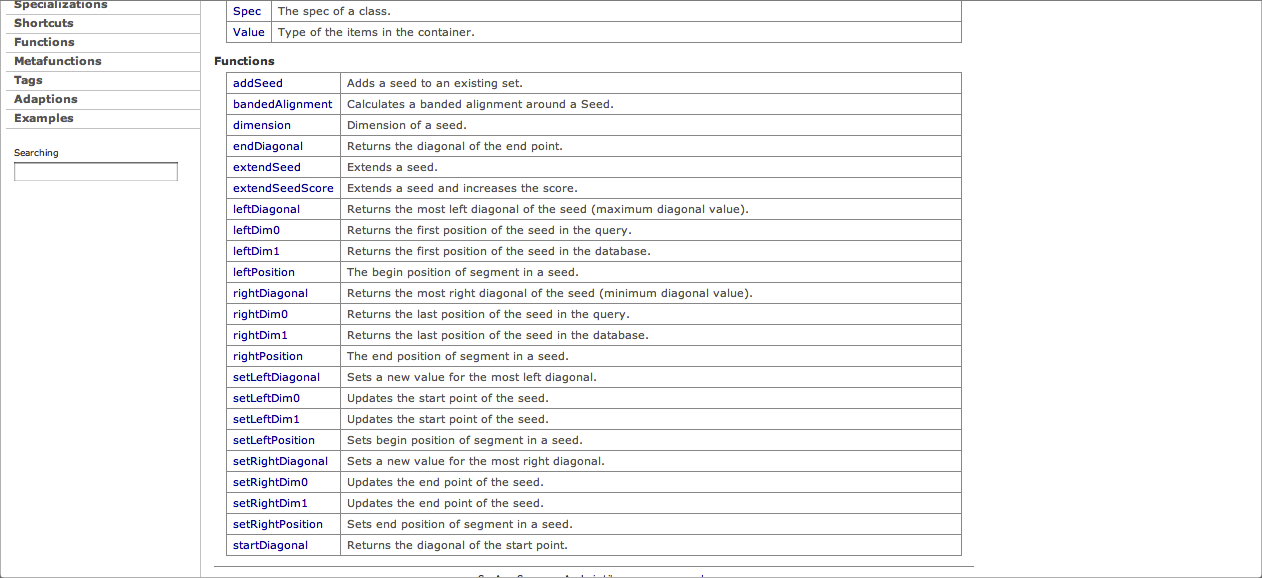 Specializations
Shortcuts
Functions
Metafunctions
Tags
Adaptions
Examples
Searching
Spec The spec of a class.
Value Type of the items in the container.
Functions
addSeed Adds a seed to an existing set.
bandedAlignment Calculates a banded alignment around a Seed.
dimension Dimension of a seed.
endDiagonal Returns the diagonal of the end point.
extendSeed Extends a seed.
extendSeedScore Extends a seed and increases the score.
leftDiagonal Returns the most left diagonal of the seed (maximum diagonal value).
leftDim0 Returns the first position of the seed in the query.
leftDim1 Returns the first position of the seed in the database.
leftPosition The begin position of segment in a seed.
rightDiagonal Returns the most right diagonal of the seed (minimum diagonal value).
rightDim0 Returns the last position of the seed in the query.
rightDim1 Returns the last position of the seed in the database.
rightPosition The end position of segment in a seed.
setLeftDiagonal Sets a new value for the most left diagonal.
setLeftDim0 Updates the start point of the seed.
setLeftDim1 Updates the start point of the seed.
setLeftPosition Sets begin position of segment in a seed.
setRightDiagonal Sets a new value for the most right diagonal.
setRightDim0 Updates the end point of the seed.
setRightDim1 Updates the end point of the seed.
setRightPosition Sets end position of segment in a seed.
startDiagonal Returns the diagonal of the start point.